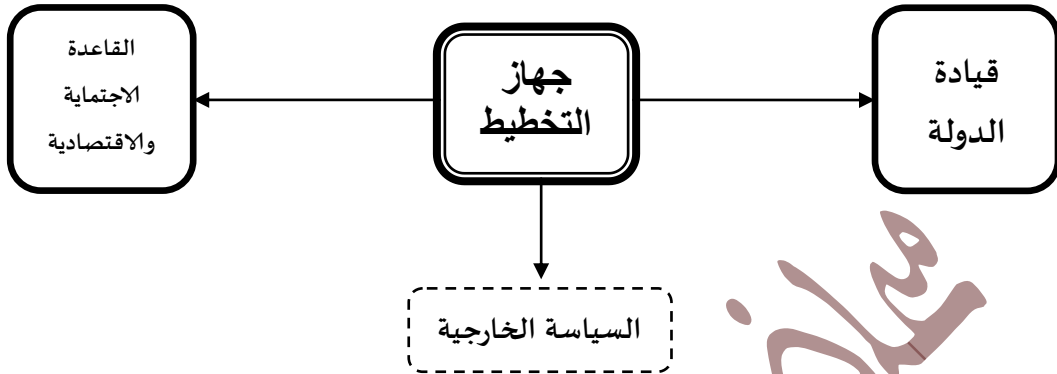 قيادة
الدولة
جهاز
التخطيط
القاعدة
الاجتماية
والاقتصادية
السياسة الخارجية